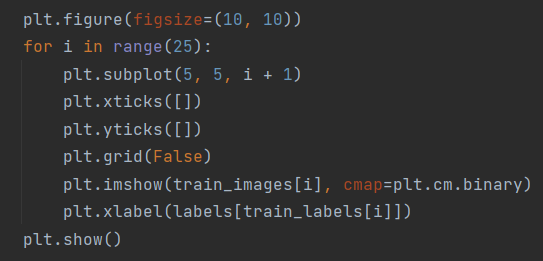 plt.figure(figsize=(10, 10))
for i in range(25):
    plt.subplot(5, 5, i + 1)
    plt.xticks([])
    plt.yticks([])
    plt.grid(False)
    plt.imshow(train_images[i], cmap=plt.cm.binary)
    plt.xlabel(labels[train_labels[i]])
plt.show()